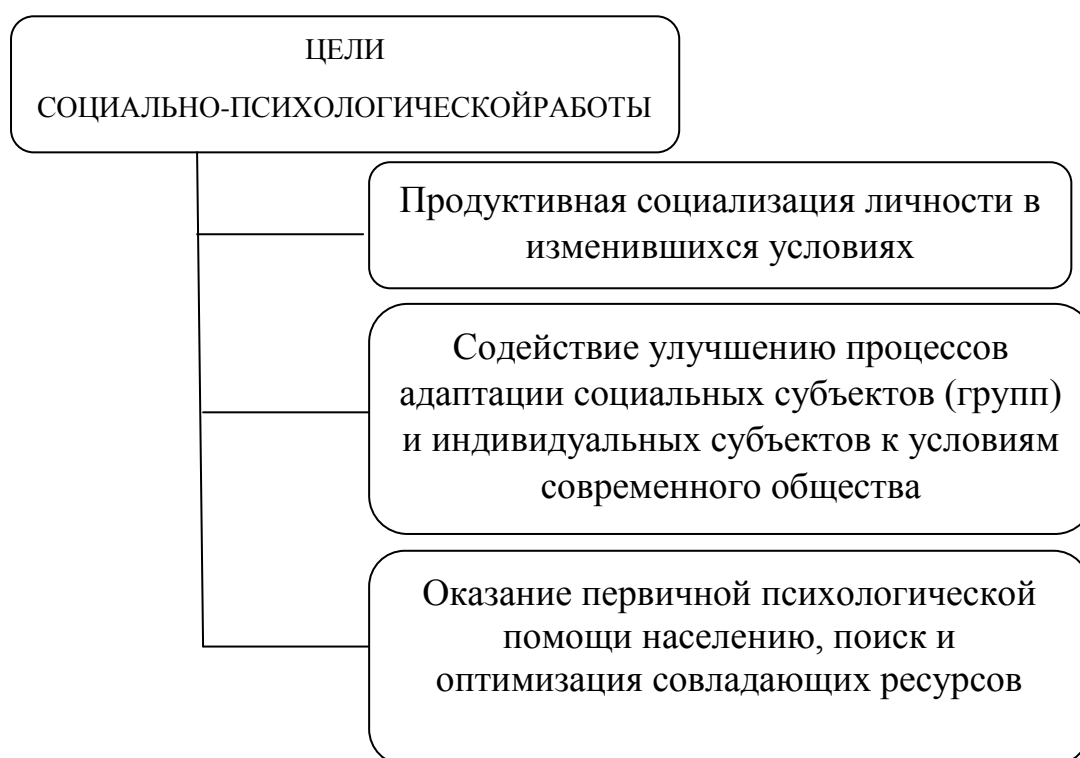 ЦЕЛИ
СОЦИАЛЬНО-ПСИХОЛОГИЧЕСКОЙРАБОТЫ
Продуктивная социализация личности в
изменившихся условиях
Содействие улучшению процессов
адаптации социальных субъектов (групп)
и индивидуальных субъектов к условиям
современного общества
Оказание первичной психологической
помощи населению, поиск и
оптимизация совладающих ресурсов